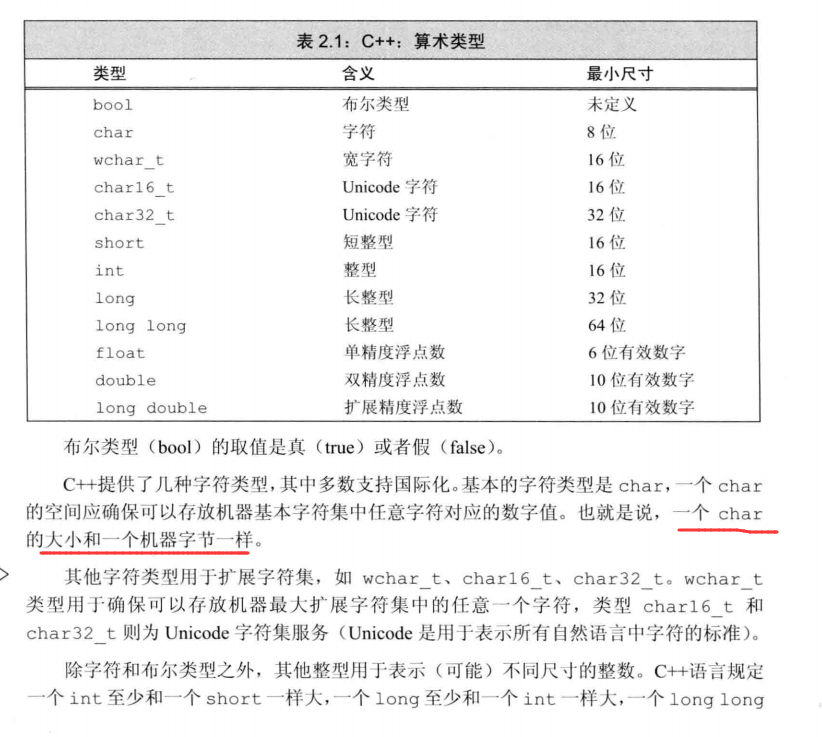 表 2.1：C++：算术类型
类型 含义 最小尺寸
bool 布尔类型 未定义
char 字符 8 位
wchar_t 宽字符 16 位
char16_t Unicode 字符 16 位
char32_t Unicode 字符 32 位
short 短整型 16 位
int 整型 16 位
long 长整型 32 位
long long 长整型 64 位
float 单精度浮点数 6 位有效数字
double 双精度浮点数 10 位有效数字
long double 扩展精度浮点数 10 位有效数字
布尔类型（bool）的取值是真（true）或者假（false）。
C++提供了几种字符类型，其中多数支持国际化。基本的字符类型是 char，一个 char
的空间应确保可以存放机器基本字符集中任意字符对应的数字值。也就是说，一个 char
的大小和一个机器字节一样。
其他字符类型用于扩展字符集，如 wchar_t、char16_t、char32_t。wchar_t
类型用于确保可以存放机器最大扩展字符集中的任意一个字符，类型 char16_t 和
char32_t 则为 Unicode 字符集服务（Unicode 是用于表示所有自然语言中字符的标准）。
除字符和布尔类型之外，其他整型用于表示（可能）不同尺寸的整数。C++语言规定
一个 int 至少和一个 short 一样大，一个 long 至少和一个 int 一样大，一个 long long